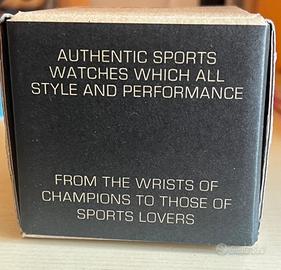 AUTHENTIC SPORTS
WATCHES WHICH ALL
STYLE AND PERFORMANCE
FROM THE WRISTS OF
CHAMPIONS TO THOSE OF
SPORTS LOVERS